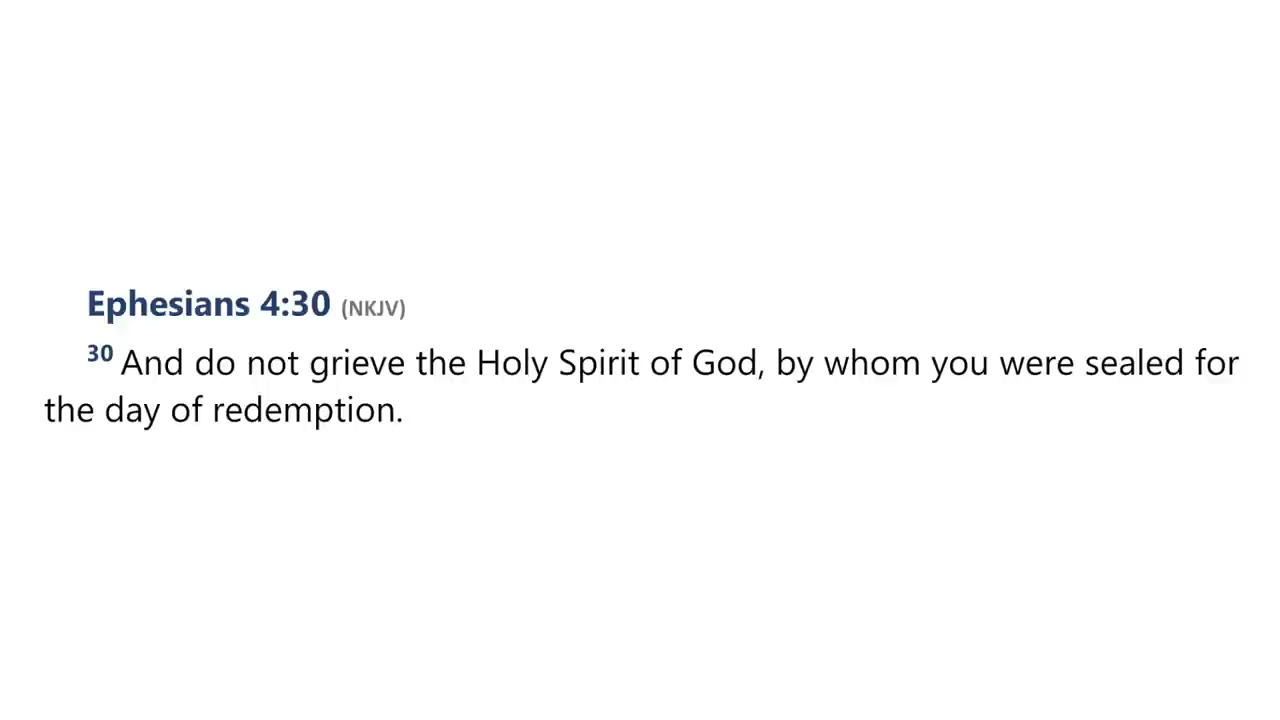 Ephesians 4:30 (NKJV)
30 And do not grieve the Holy Spirit of God, by whom you were sealed for
the day of redemption.